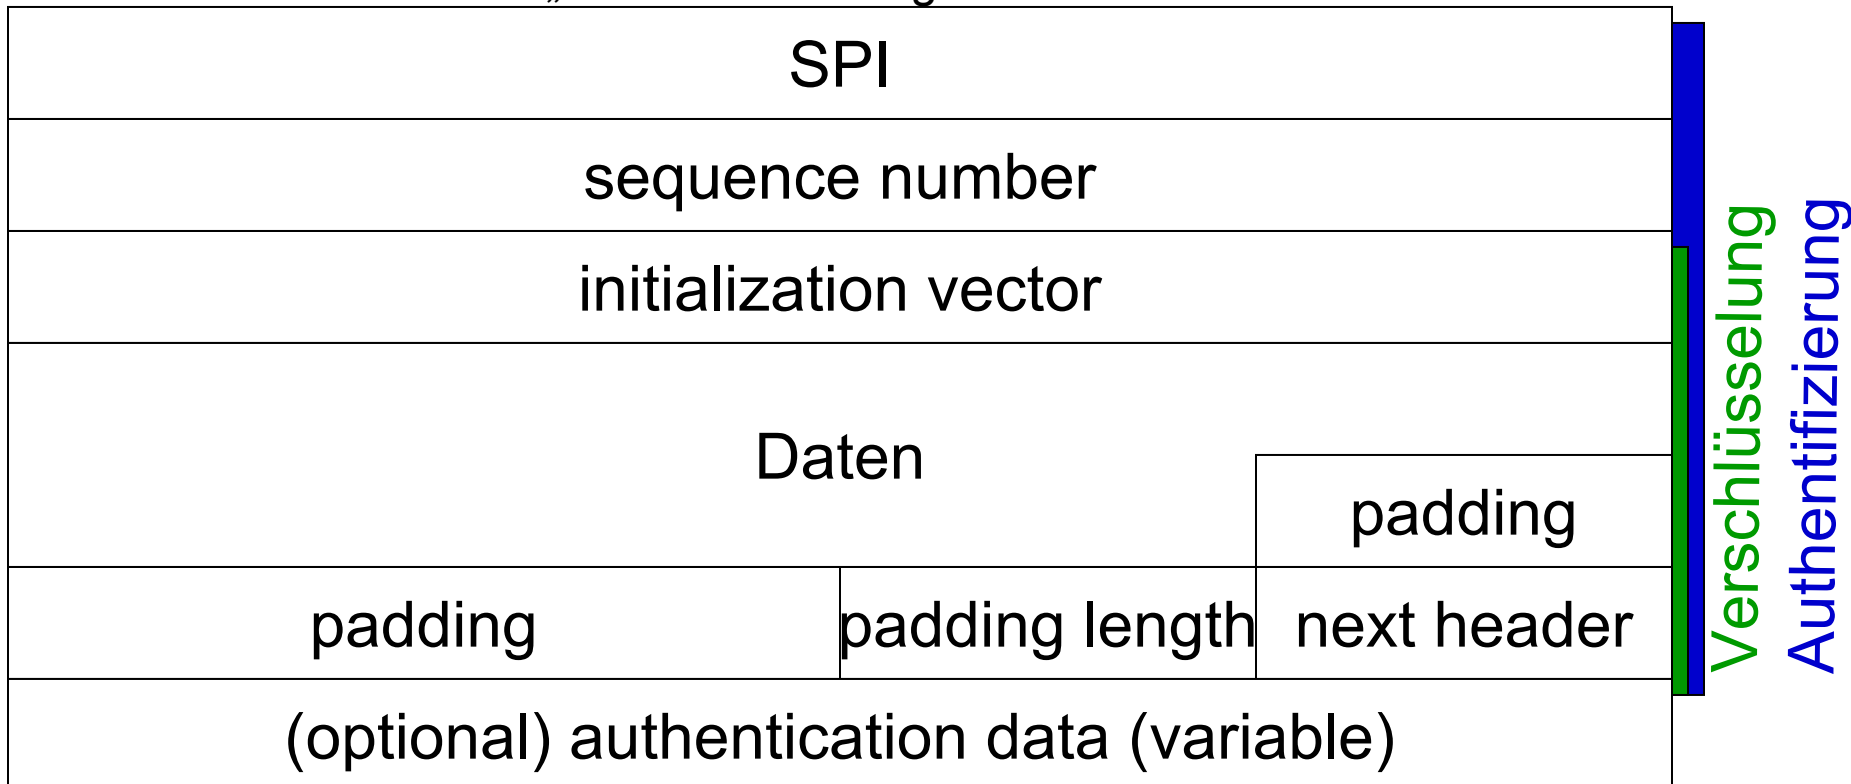 SPI
sequence number
initialization vector
Daten
padding
padding
padding length
next header
(optional) authentication data (variable)
Verschlüsselung
Authentifizierung